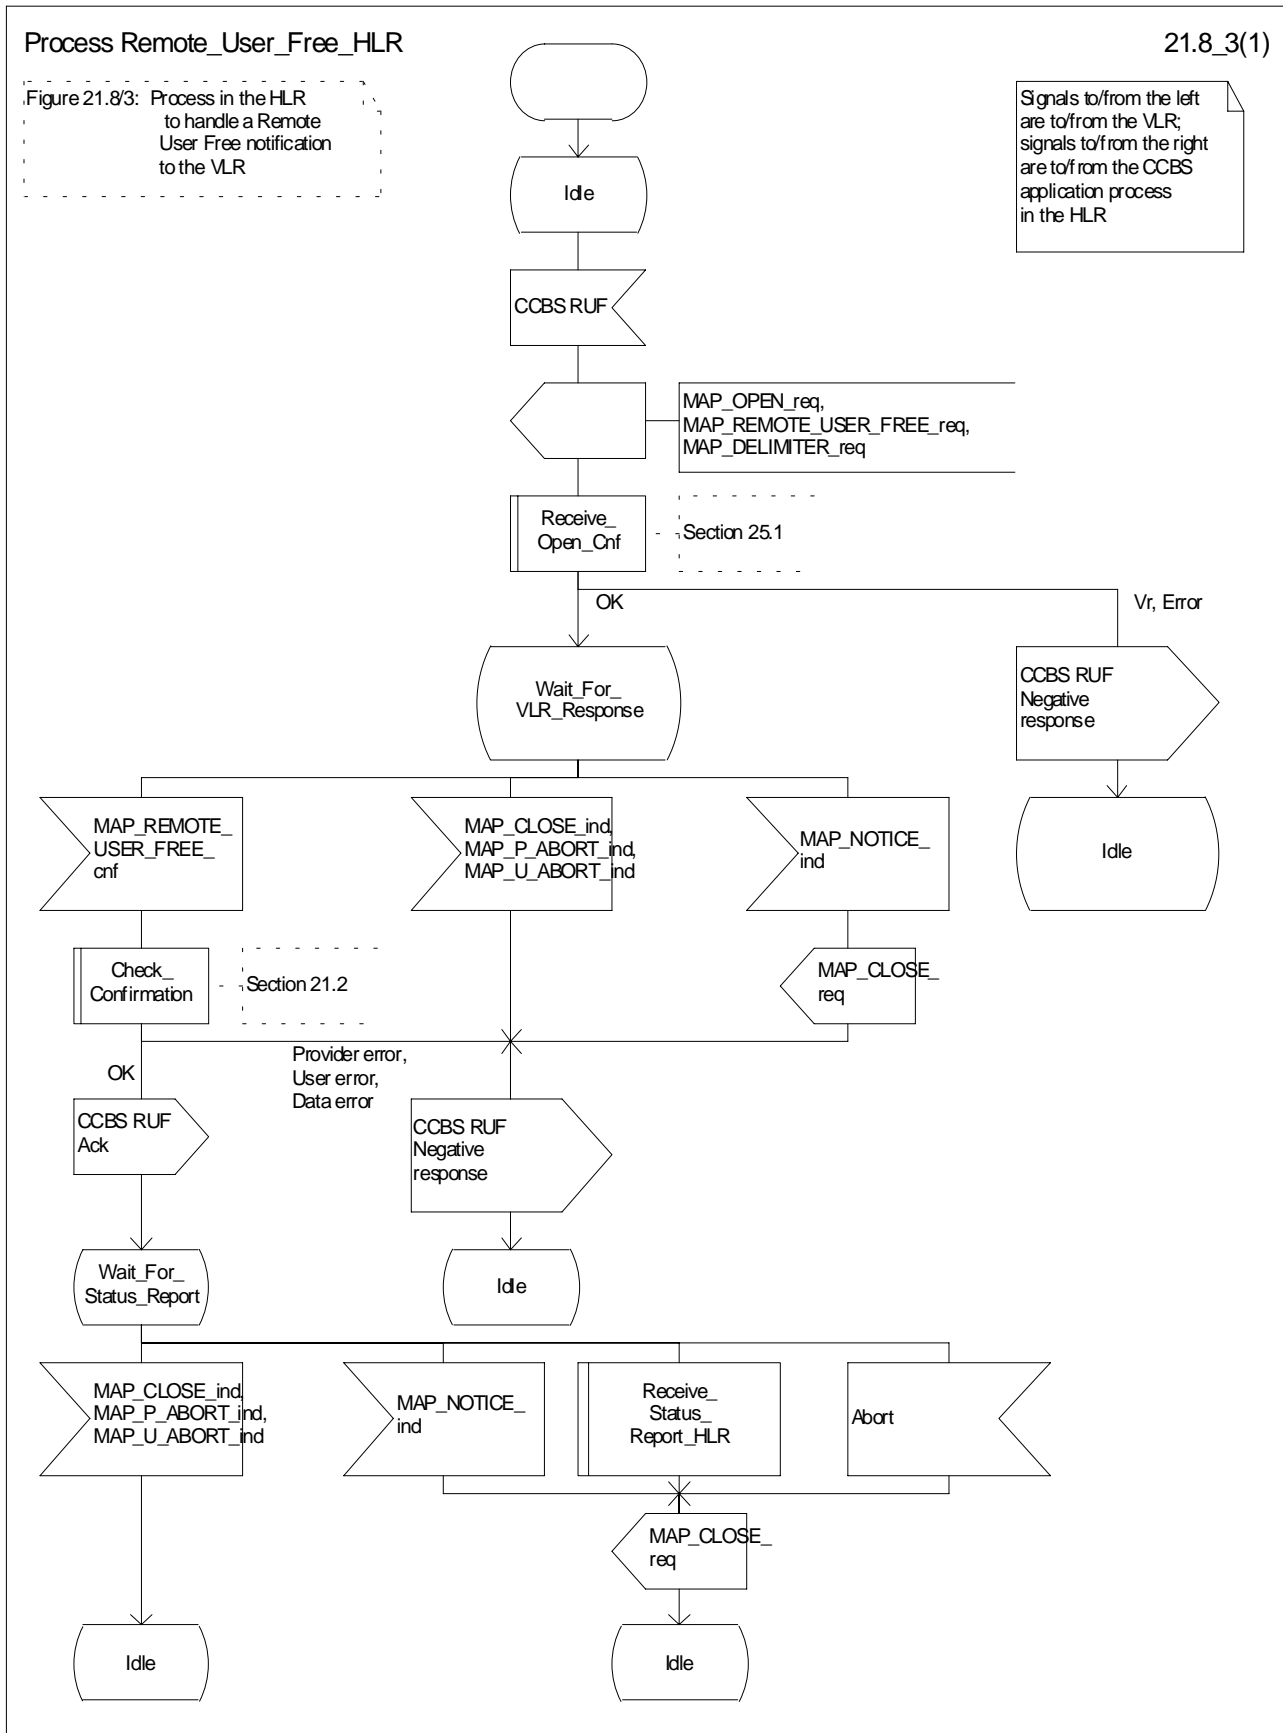 Process Remote_User_Free_HLR
21.8_3(1)
Figure 21.8/3: Process in the HLR
to handle a Remote
User Free notification
to the VLR
Signals to/from the left
are to/from the VLR;
signals to/from the right
are to/from the CCBS
application process
in the HLR
Idle
CCBS RUF
MAP_OPEN_req,
MAP_REMOTE_USER_FREE_req,
MAP_DELIMITER_req
Receive_
Open_Cnf
Section 25.1
OK
Vr, Error
Wait_For_
VLR_Response
CCBS RUF
Negative
response
MAP_REMOTE_
USER_FREE_
cnf
MAP_CLOSE_ind,
MAP_P_ABORT_ind,
MAP_U_ABORT_ind
MAP_NOTICE_
ind
Idle
Check_
Confirmation
Section 21.2
MAP_CLOSE_
req
OK
Provider error,
User error,
Data error
CCBS RUF
Ack
CCBS RUF
Negative
response
Wait_For_
Status_Report
Idle
MAP_CLOSE_ind,
MAP_P_ABORT_ind,
MAP_U_ABORT_ind
MAP_NOTICE_
ind
Receive_
Status_
Report_HLR
Abort
MAP_CLOSE_
req
Idle
Idle